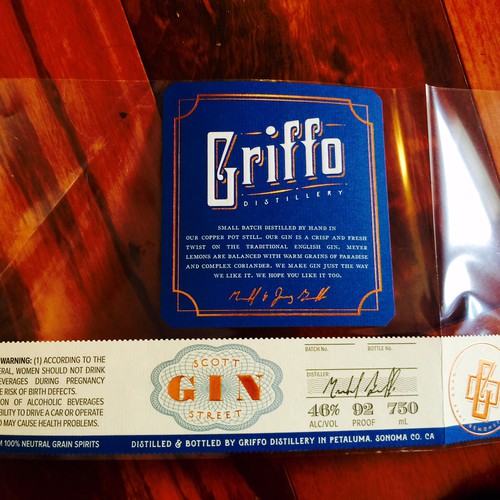 Griffo
DISTILLERY
SMALL BATCH DISTILLED BY HAND IN
OUR COPPER POT STILL. OUR GIN IS A CRISP AND FRESH
TWIST ON THE TRADITIONAL ENGLISH GIN. MEYER
LEMONS ARE BALANCED WITH WARM GRAINS OF PARADISE
AND COMPLEX CORIANDER. WE MAKE GIN JUST THE WAY
WE LIKE IT. WE HOPE YOU LIKE IT TOO.
WARNING: (1) ACCORDING TO THE
ERAL, WOMEN SHOULD NOT DRINK
EVERAGES DURING PREGNANCY
E RISK OF BIRTH DEFECTS.
ION OF ALCOHOLIC BEVERAGES
BILITY TO DRIVE A CAR OR OPERATE
D MAY CAUSE HEALTH PROBLEMS.
M 100% NEUTRAL GRAIN SPIRITS
SCOTT
GIN
STREET
BATCH No.
BOTTLE No.
DISTILLER:
46% 92 750
ALC/VOL PROOF mL
DISTILLED & BOTTLED BY GRIFFO DISTILLERY IN PETALUMA. SONOMA CO. CA